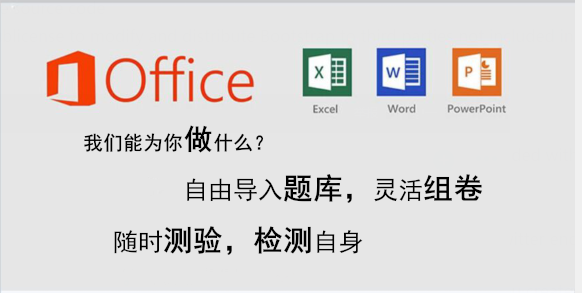 Office
Excel Word PowerPoint
我们能为你做什么？
自由导入题库，灵活组卷
随时测验，检测自身